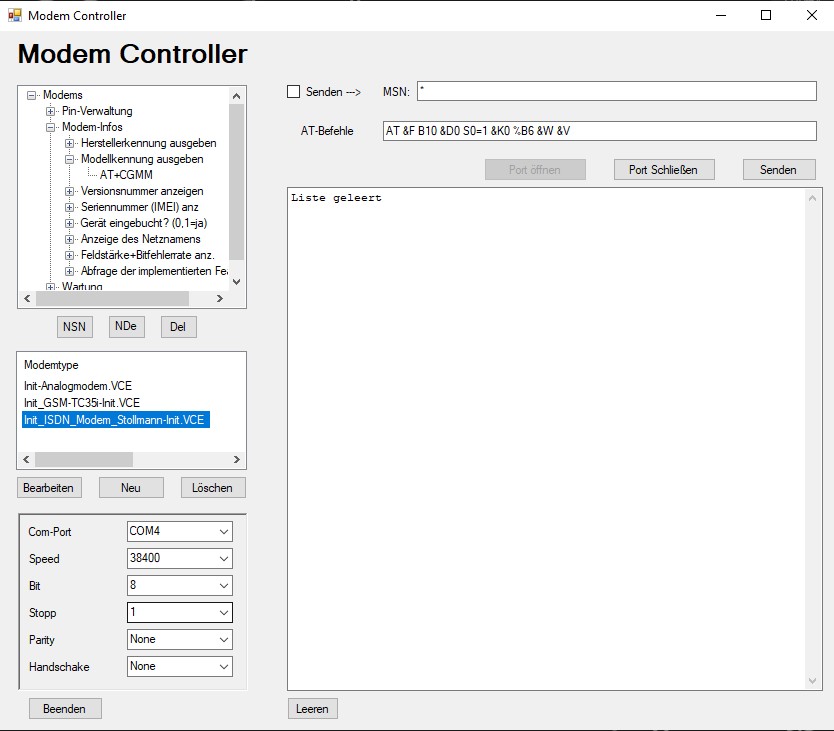 Modem Controller
Modem Controller
Modems
Pin-Verwaltung
Modem-Infos
Herstellerkennung ausgeben
Modellkennung ausgeben
AT+CGMM
Versionsnummer anzeigen
Seriennummer (IMEI) anz
Gerät eingebucht? (0,1=ja)
Anzeige des Netznamens
Feldstärke+Bitfehlerrate anz.
Abfrage der implementierten Fea
Wartung
NSN
NDe
Del
Modemtype
Init-Analogmodem.VCE
Init_GSM-TC35i-Init.VCE
Init_ISDN_Modem_Stollmann-Init.VCE
Bearbeiten
Neu
Löschen
Com-Port
COM4
Speed
38400
Bit
8
Stopp
1
Parity
None
Handschake
None
Beenden
Senden --->
MSN:
*
AT-Befehle
AT &F B10 &D0 S0=1 &K0 %B6 &W &V
Port öffnen
Port Schließen
Senden
Liste geleert
Leeren